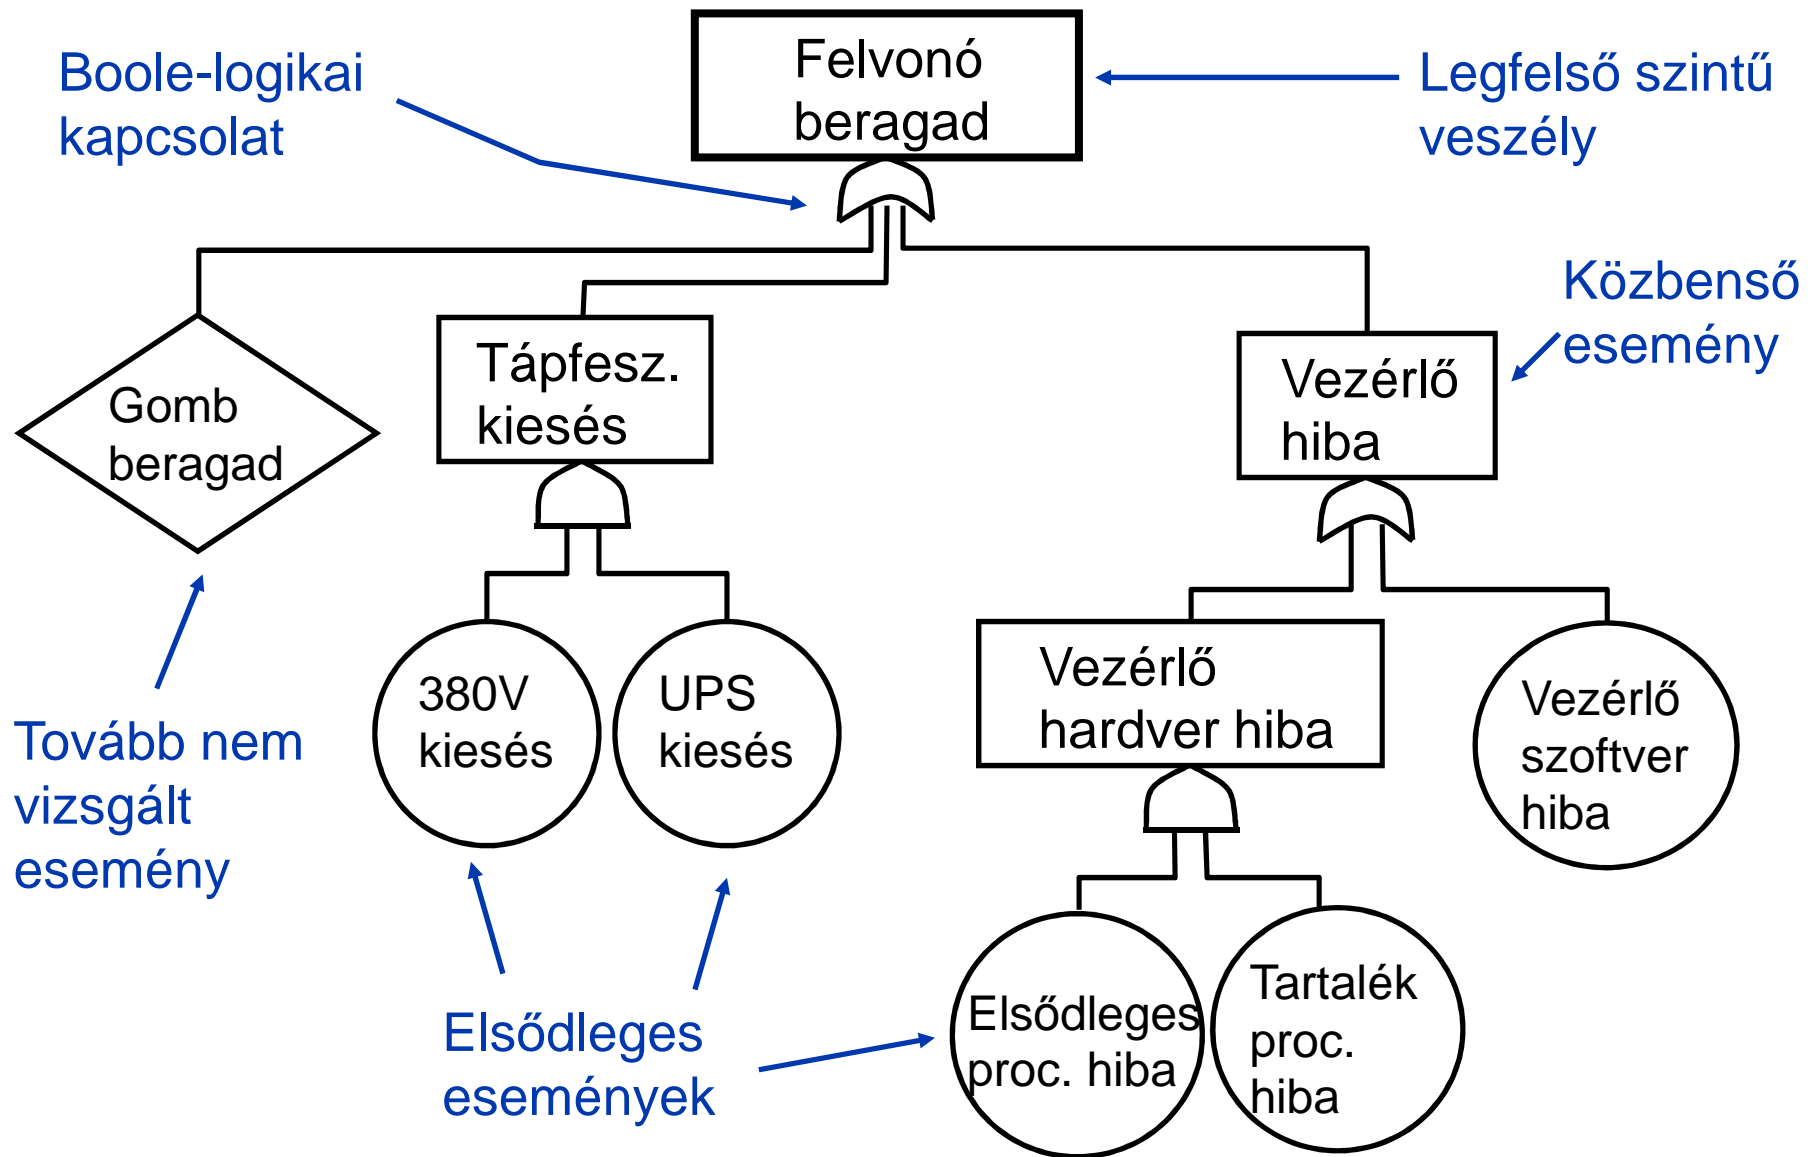 Felvonó
beragad
Boole-logikai
kapcsolat
Legfelső szintű
veszély
Közbenső
esemény
Gomb
beragad
Tápfesz.
kiesés
Vezérlő
hiba
380V
kiesés
UPS
kiesés
Vezérlő
hardver hiba
Vezérlő
szoftver
hiba
Tovább nem
vizsgált
esemény
Elsődleges
események
Elsődleges
proc. hiba
Tartalék
proc.
hiba